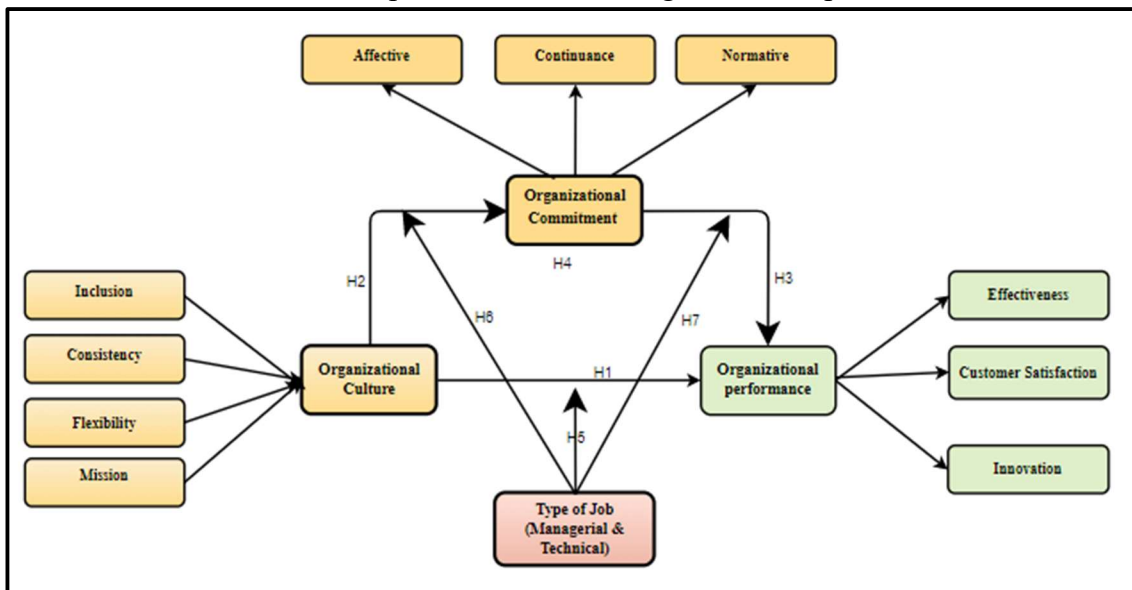 Affective
Continuance
Normative
Organizational
Commitment
H4
H2
H3
H6
H7
Inclusion
Consistency
Flexibility
Mission
Organizational
Culture
H1
H5
Organizational
performance
Effectiveness
Customer Satisfaction
Innovation
Type of Job
(Managerial &
Technical)